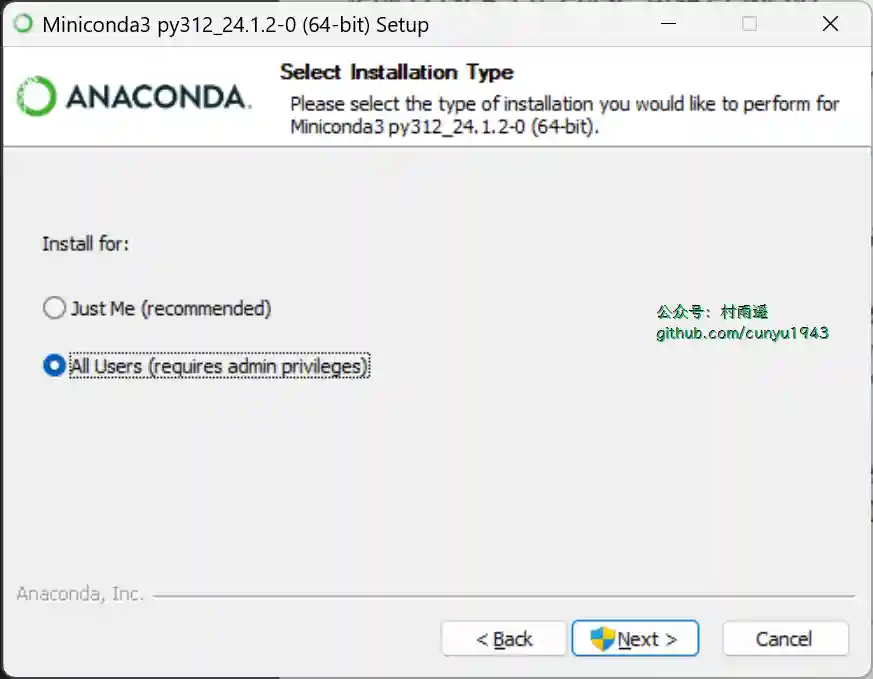 Miniconda3 py312_24.1.2-0 (64-bit) Setup
ANACONDA.
Select Installation Type
Please select the type of installation you would like to perform for
Miniconda3 py312_24.1.2-0 (64-bit).
Install for:
Just Me (recommended)
公众号：村雨遥
github.com/cunyu1943
All Users (requires admin privileges)
Anaconda, Inc.
< Back
Next >
Cancel